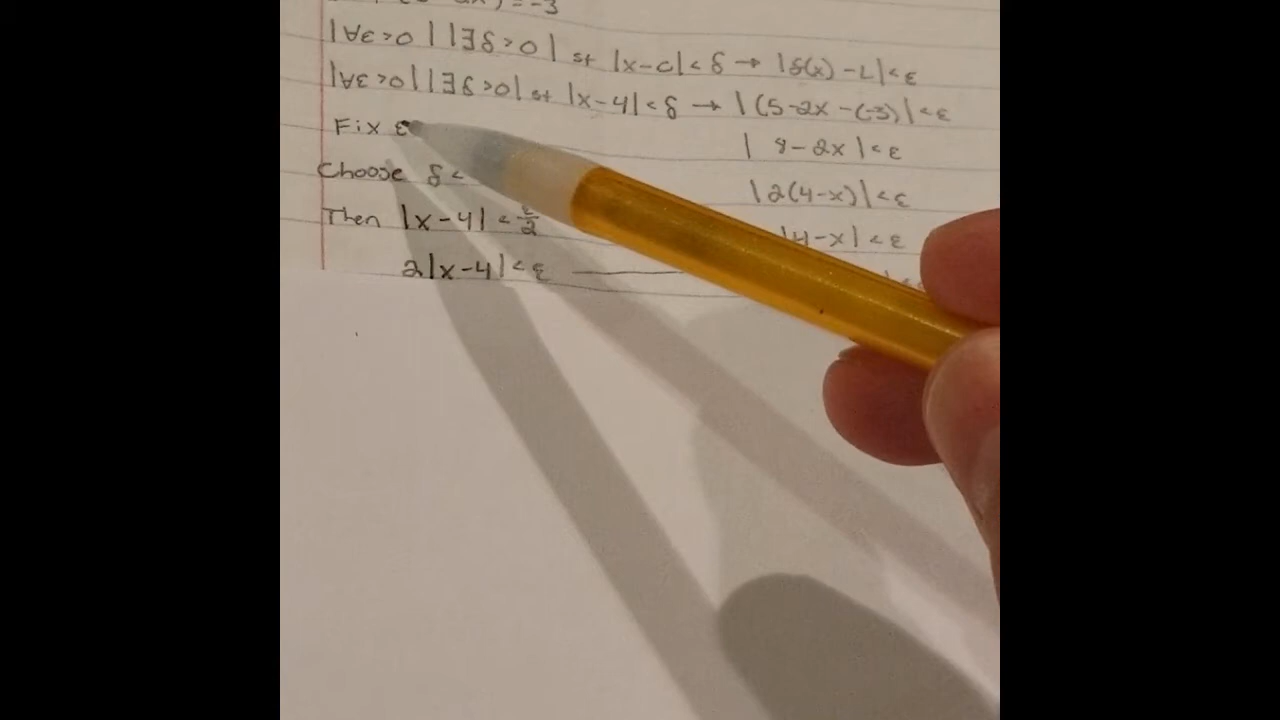 ) = -3
|∀ε>0||∃δ>0| st |x-c|<δ → |f(x)-L|<ε
|∀ε>0||∃δ>0| st |x-4|<δ → |(5-2x-(-3)|<ε
|8-2x|<ε
Fix ε
|2(4-x)|<ε
Choose δ<
|4-x|<ε
Then |x-4|<ε/2
2|x-4|<ε